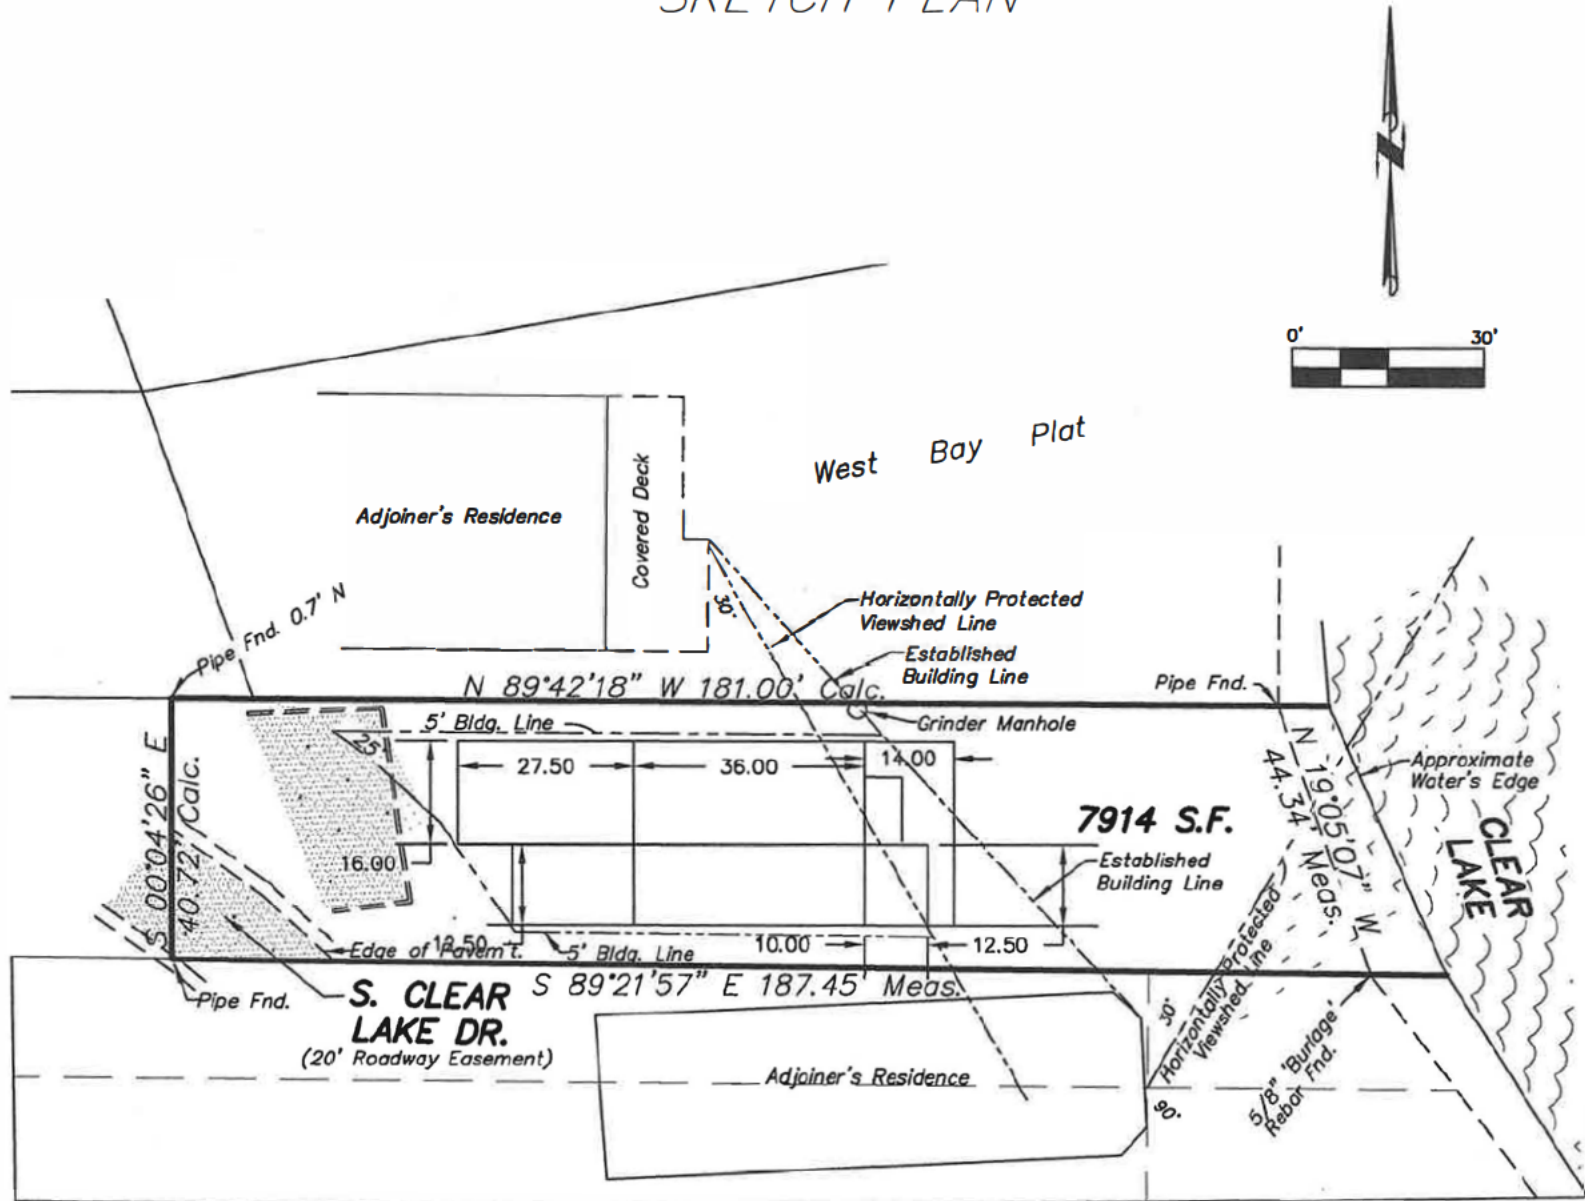 SKETCH PLAN
0' 30'
West Bay Plat
Adjoiner's Residence
Covered Deck
30°
Horizontally Protected
Viewshed Line
Established
Building Line
Pipe Fnd. 0.7' N
N 89°42'18" W 181.00' Calc.
Pipe Fnd.
Grinder Manhole
5' Bldg. Line
25'
27.50
36.00
14.00
S 00°04'26" E
40.72' Calc.
N 19°05'07" W
44.34' Meas.
Approximate
Water's Edge
7914 S.F.
CLEAR
LAKE
16.00
Established
Building Line
Edge of Pavem't.
12.50
5' Bldg. Line
10.00
12.50
S 89°21'57" E 187.45' Meas.
Pipe Fnd.
S. CLEAR
LAKE DR.
(20' Roadway Easement)
Horizontally Protected
Viewshed Line
30°
Adjoiner's Residence
90°
5/8" 'Burlage'
Rebar Fnd.